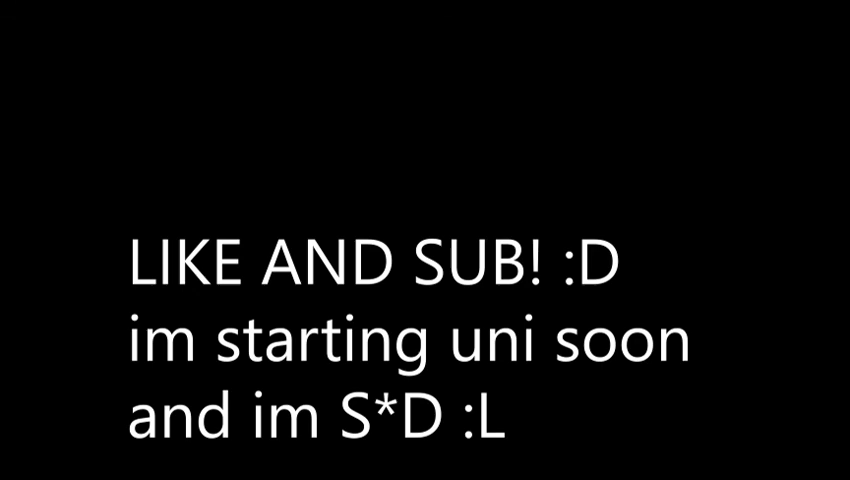 LIKE AND SUB! :D
im starting uni soon
and im S*D :L